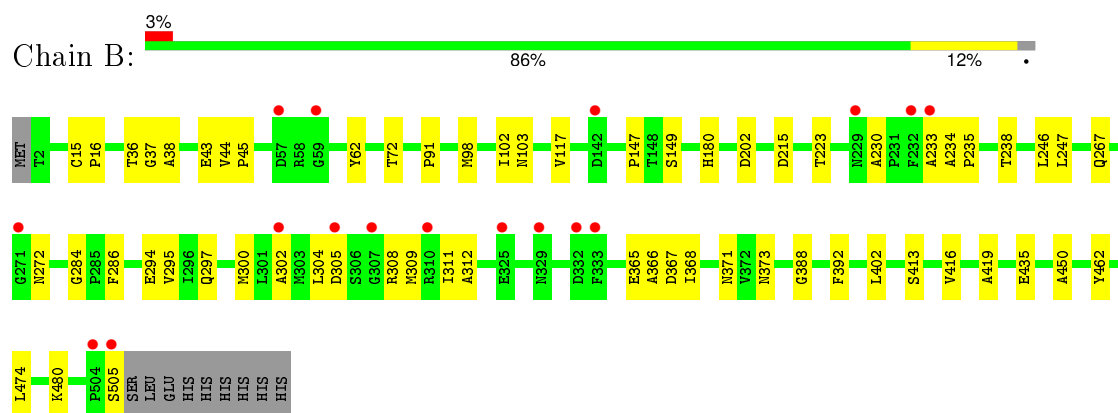 3%
Chain B:
86% 12% •
MET T2 C15 P16 T36 G37 A38 E43 V44 P45 D57 R58 G59 Y62 T72 P91 M98 I102 N103 V117 D142 P147 T148 S149 H180 D202 D215 T223 N229 A230 P231 F232 A233 A234 P235 T238 L246 L247 Q267
G271 N272 G284 P285 F286 E294 V295 I296 Q297 M300 L301 A302 M303 L304 D305 S306 G307 R308 M309 R310 I311 A312 E325 N329 D332 F333 E365 A366 D367 I368 N371 V372 N373 G388 F392 L402 S413 V416 A419 E435 A450 Y462
L474 K480 P504 S505 SER LEU GLU HIS HIS HIS HIS HIS HIS